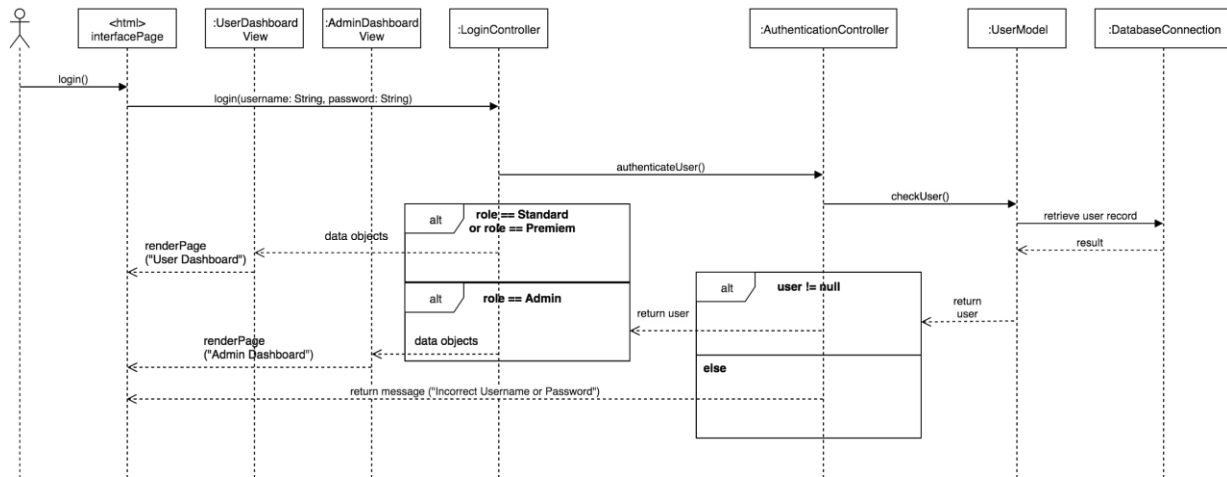 <html>
interfacePage
:UserDashboard
View
:AdminDashboard
View
:LoginController
:AuthenticationController
:UserModel
:DatabaseConnection
login()
login(username: String, password: String)
authenticateUser()
checkUser()
alt
role == Standard
or role == Premiem
retrieve user record
data objects
result
renderPage
("User Dashboard")
alt
user != null
alt
role == Admin
return
user
return user
renderPage
("Admin Dashboard")
data objects
else
return message ("Incorrect Username or Password")